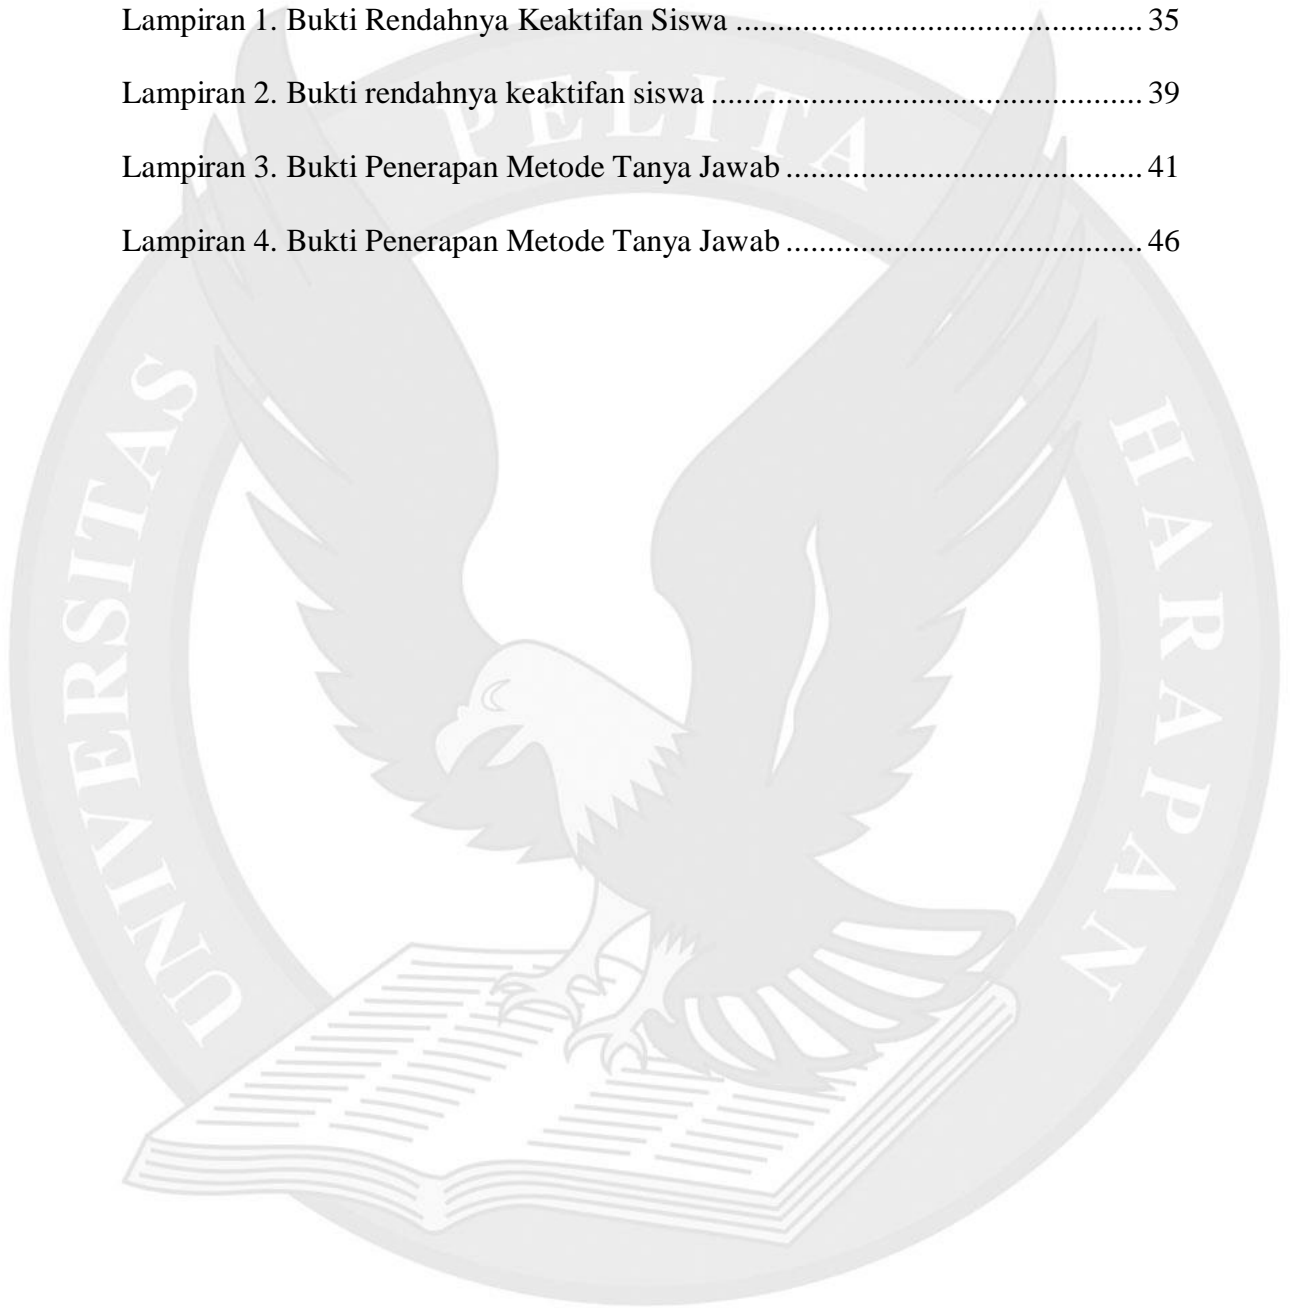 Lampiran 1. Bukti Rendahnya Keaktifan Siswa ................................................. 35
Lampiran 2. Bukti rendahnya keaktifan siswa .................................................... 39
Lampiran 3. Bukti Penerapan Metode Tanya Jawab ........................................... 41
Lampiran 4. Bukti Penerapan Metode Tanya Jawab ........................................... 46
UNIVERSITAS PELITA HARAPAN